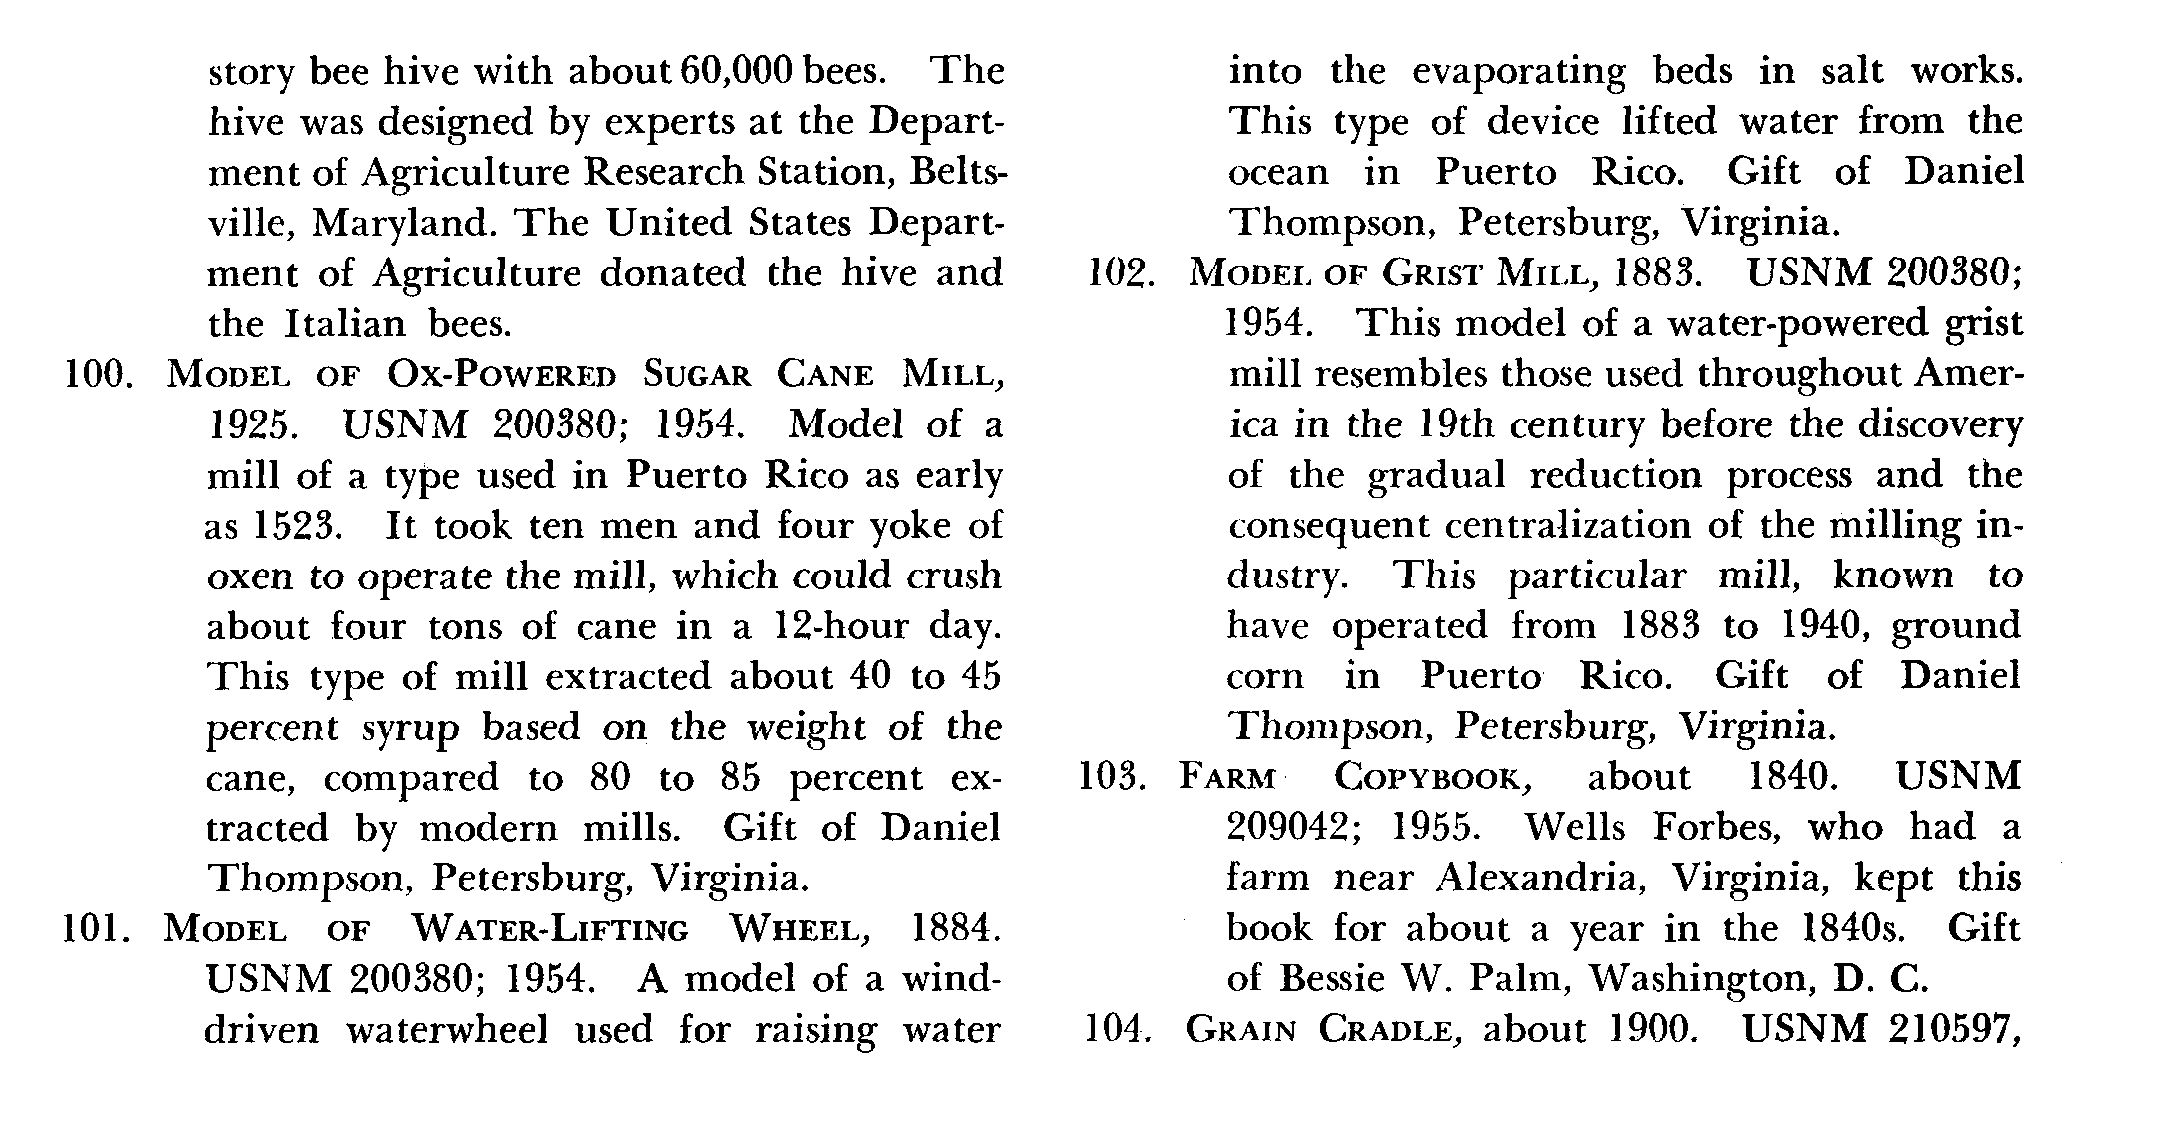 story bee hive with about 60,000 bees. The
hive was designed by experts at the Depart-
ment of Agriculture Research Station, Belts-
ville, Maryland. The United States Depart-
ment of Agriculture donated the hive and
the Italian bees.
100. Model of Ox-Powered Sugar Cane Mill,
1925. USNM 200380; 1954. Model of a
mill of a type used in Puerto Rico as early
as 1523. It took ten men and four yoke of
oxen to operate the mill, which could crush
about four tons of cane in a 12-hour day.
This type of mill extracted about 40 to 45
percent syrup based on the weight of the
cane, compared to 80 to 85 percent ex-
tracted by modern mills. Gift of Daniel
Thompson, Petersburg, Virginia.
101. Model of Water-Lifting Wheel, 1884.
USNM 200380; 1954. A model of a wind-
driven waterwheel used for raising water
into the evaporating beds in salt works.
This type of device lifted water from the
ocean in Puerto Rico. Gift of Daniel
Thompson, Petersburg, Virginia.
102. Model of Grist Mill, 1883. USNM 200380;
1954. This model of a water-powered grist
mill resembles those used throughout Amer-
ica in the 19th century before the discovery
of the gradual reduction process and the
consequent centralization of the milling in-
dustry. This particular mill, known to
have operated from 1883 to 1940, ground
corn in Puerto Rico. Gift of Daniel
Thompson, Petersburg, Virginia.
103. Farm Copybook, about 1840. USNM
209042; 1955. Wells Forbes, who had a
farm near Alexandria, Virginia, kept this
book for about a year in the 1840s. Gift
of Bessie W. Palm, Washington, D. C.
104. Grain Cradle, about 1900. USNM 210597,